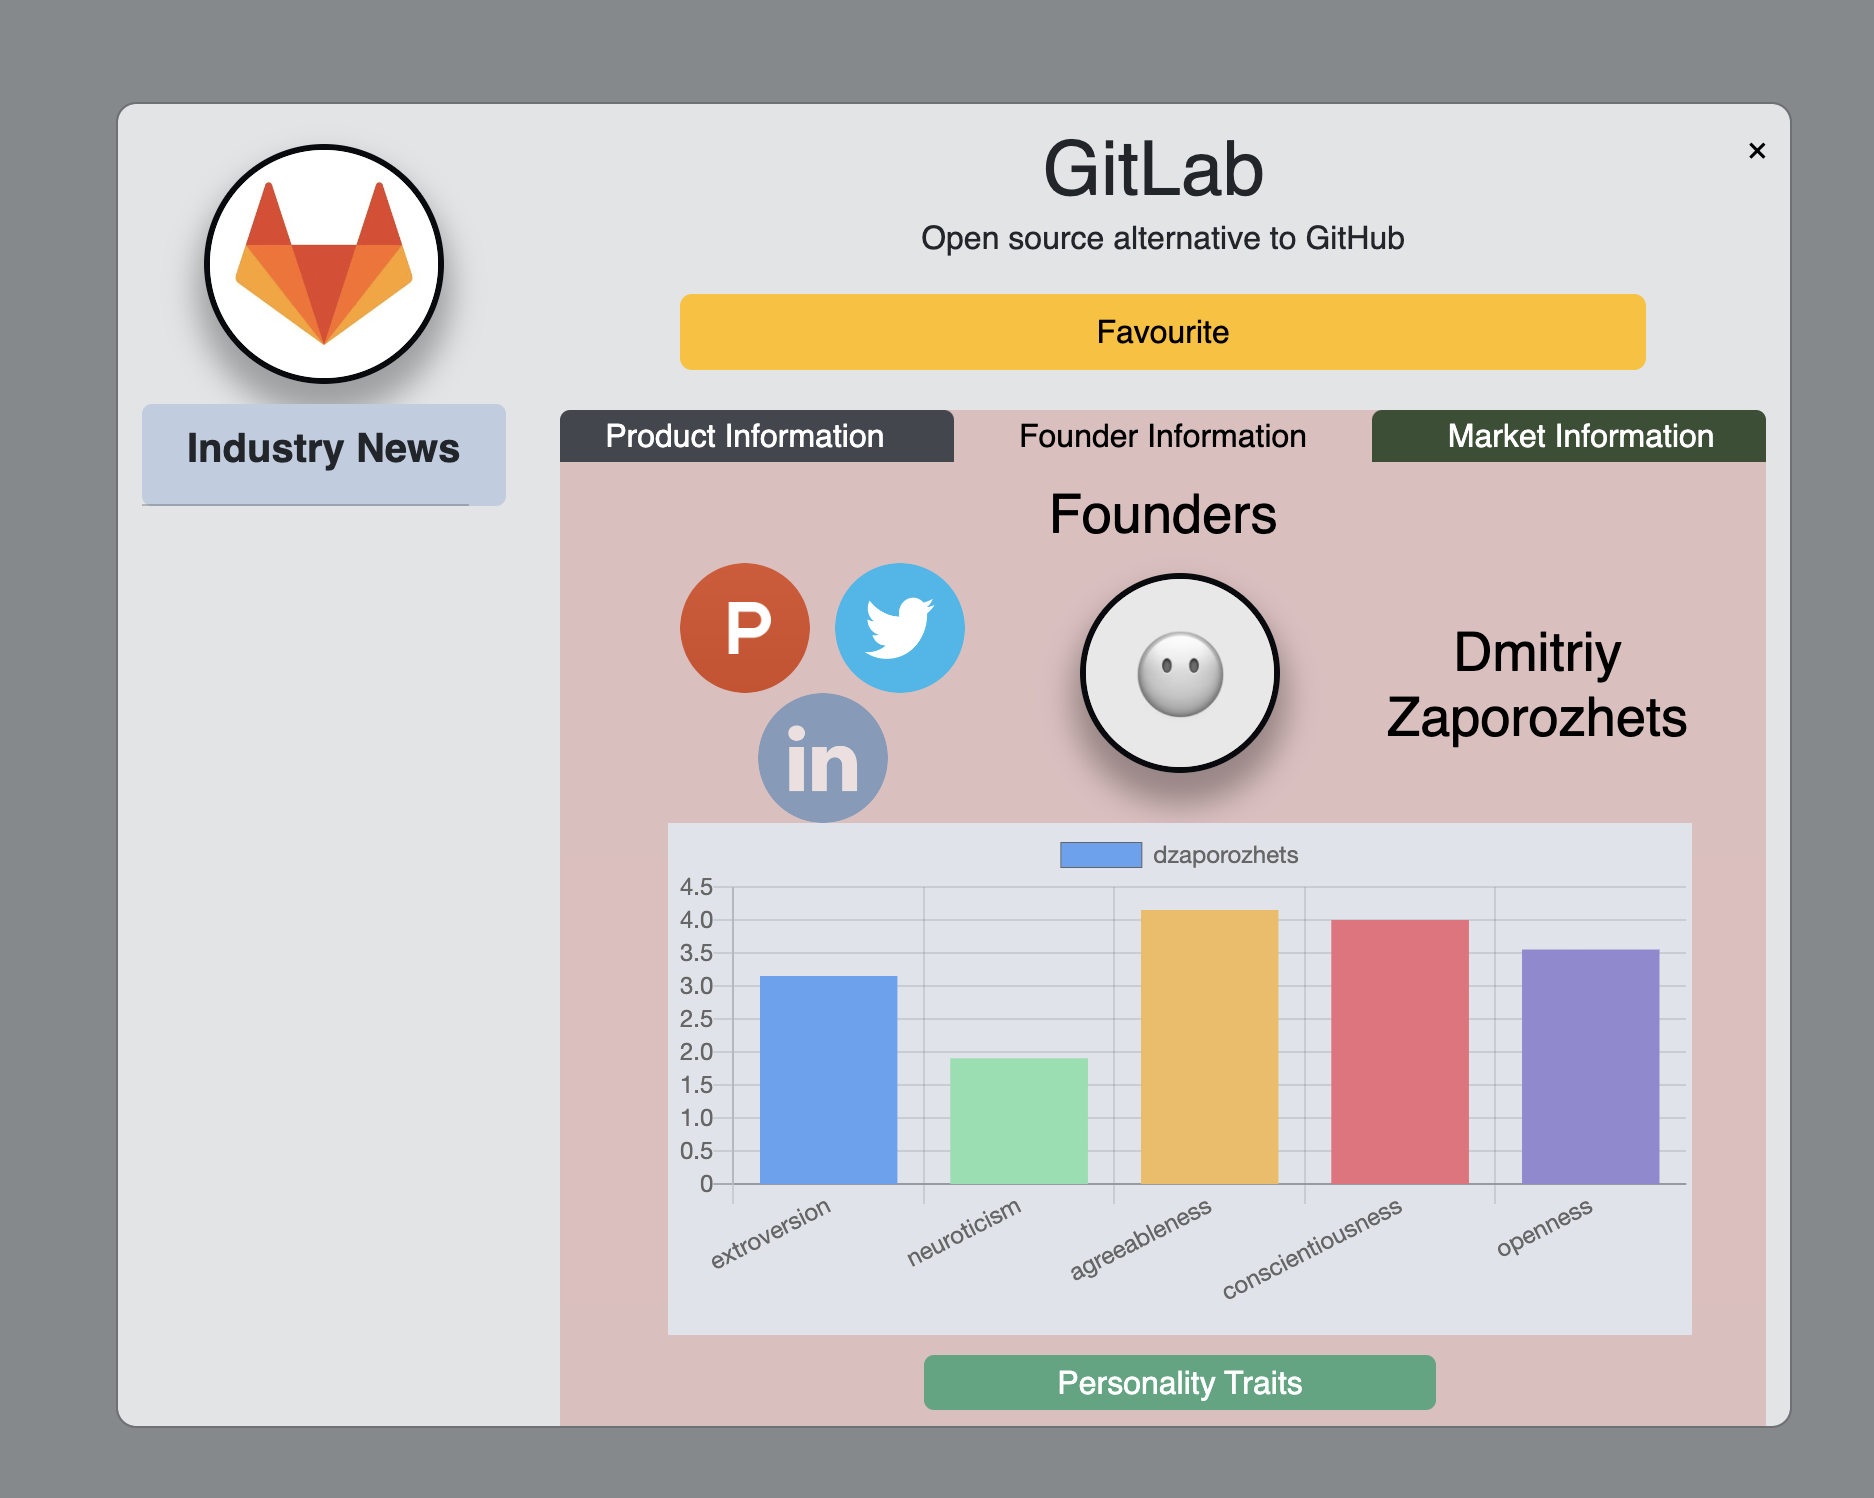 GitLab
×
Open source alternative to GitHub
Favourite
Industry News
Product Information
Founder Information
Market Information
Founders
P
in
Dmitriy
Zaporozhets
dzaporozhets
4.5
4.0
3.5
3.0
2.5
2.0
1.5
1.0
0.5
0
extroversion
neuroticism
agreeableness
conscientiousness
openness
Personality Traits